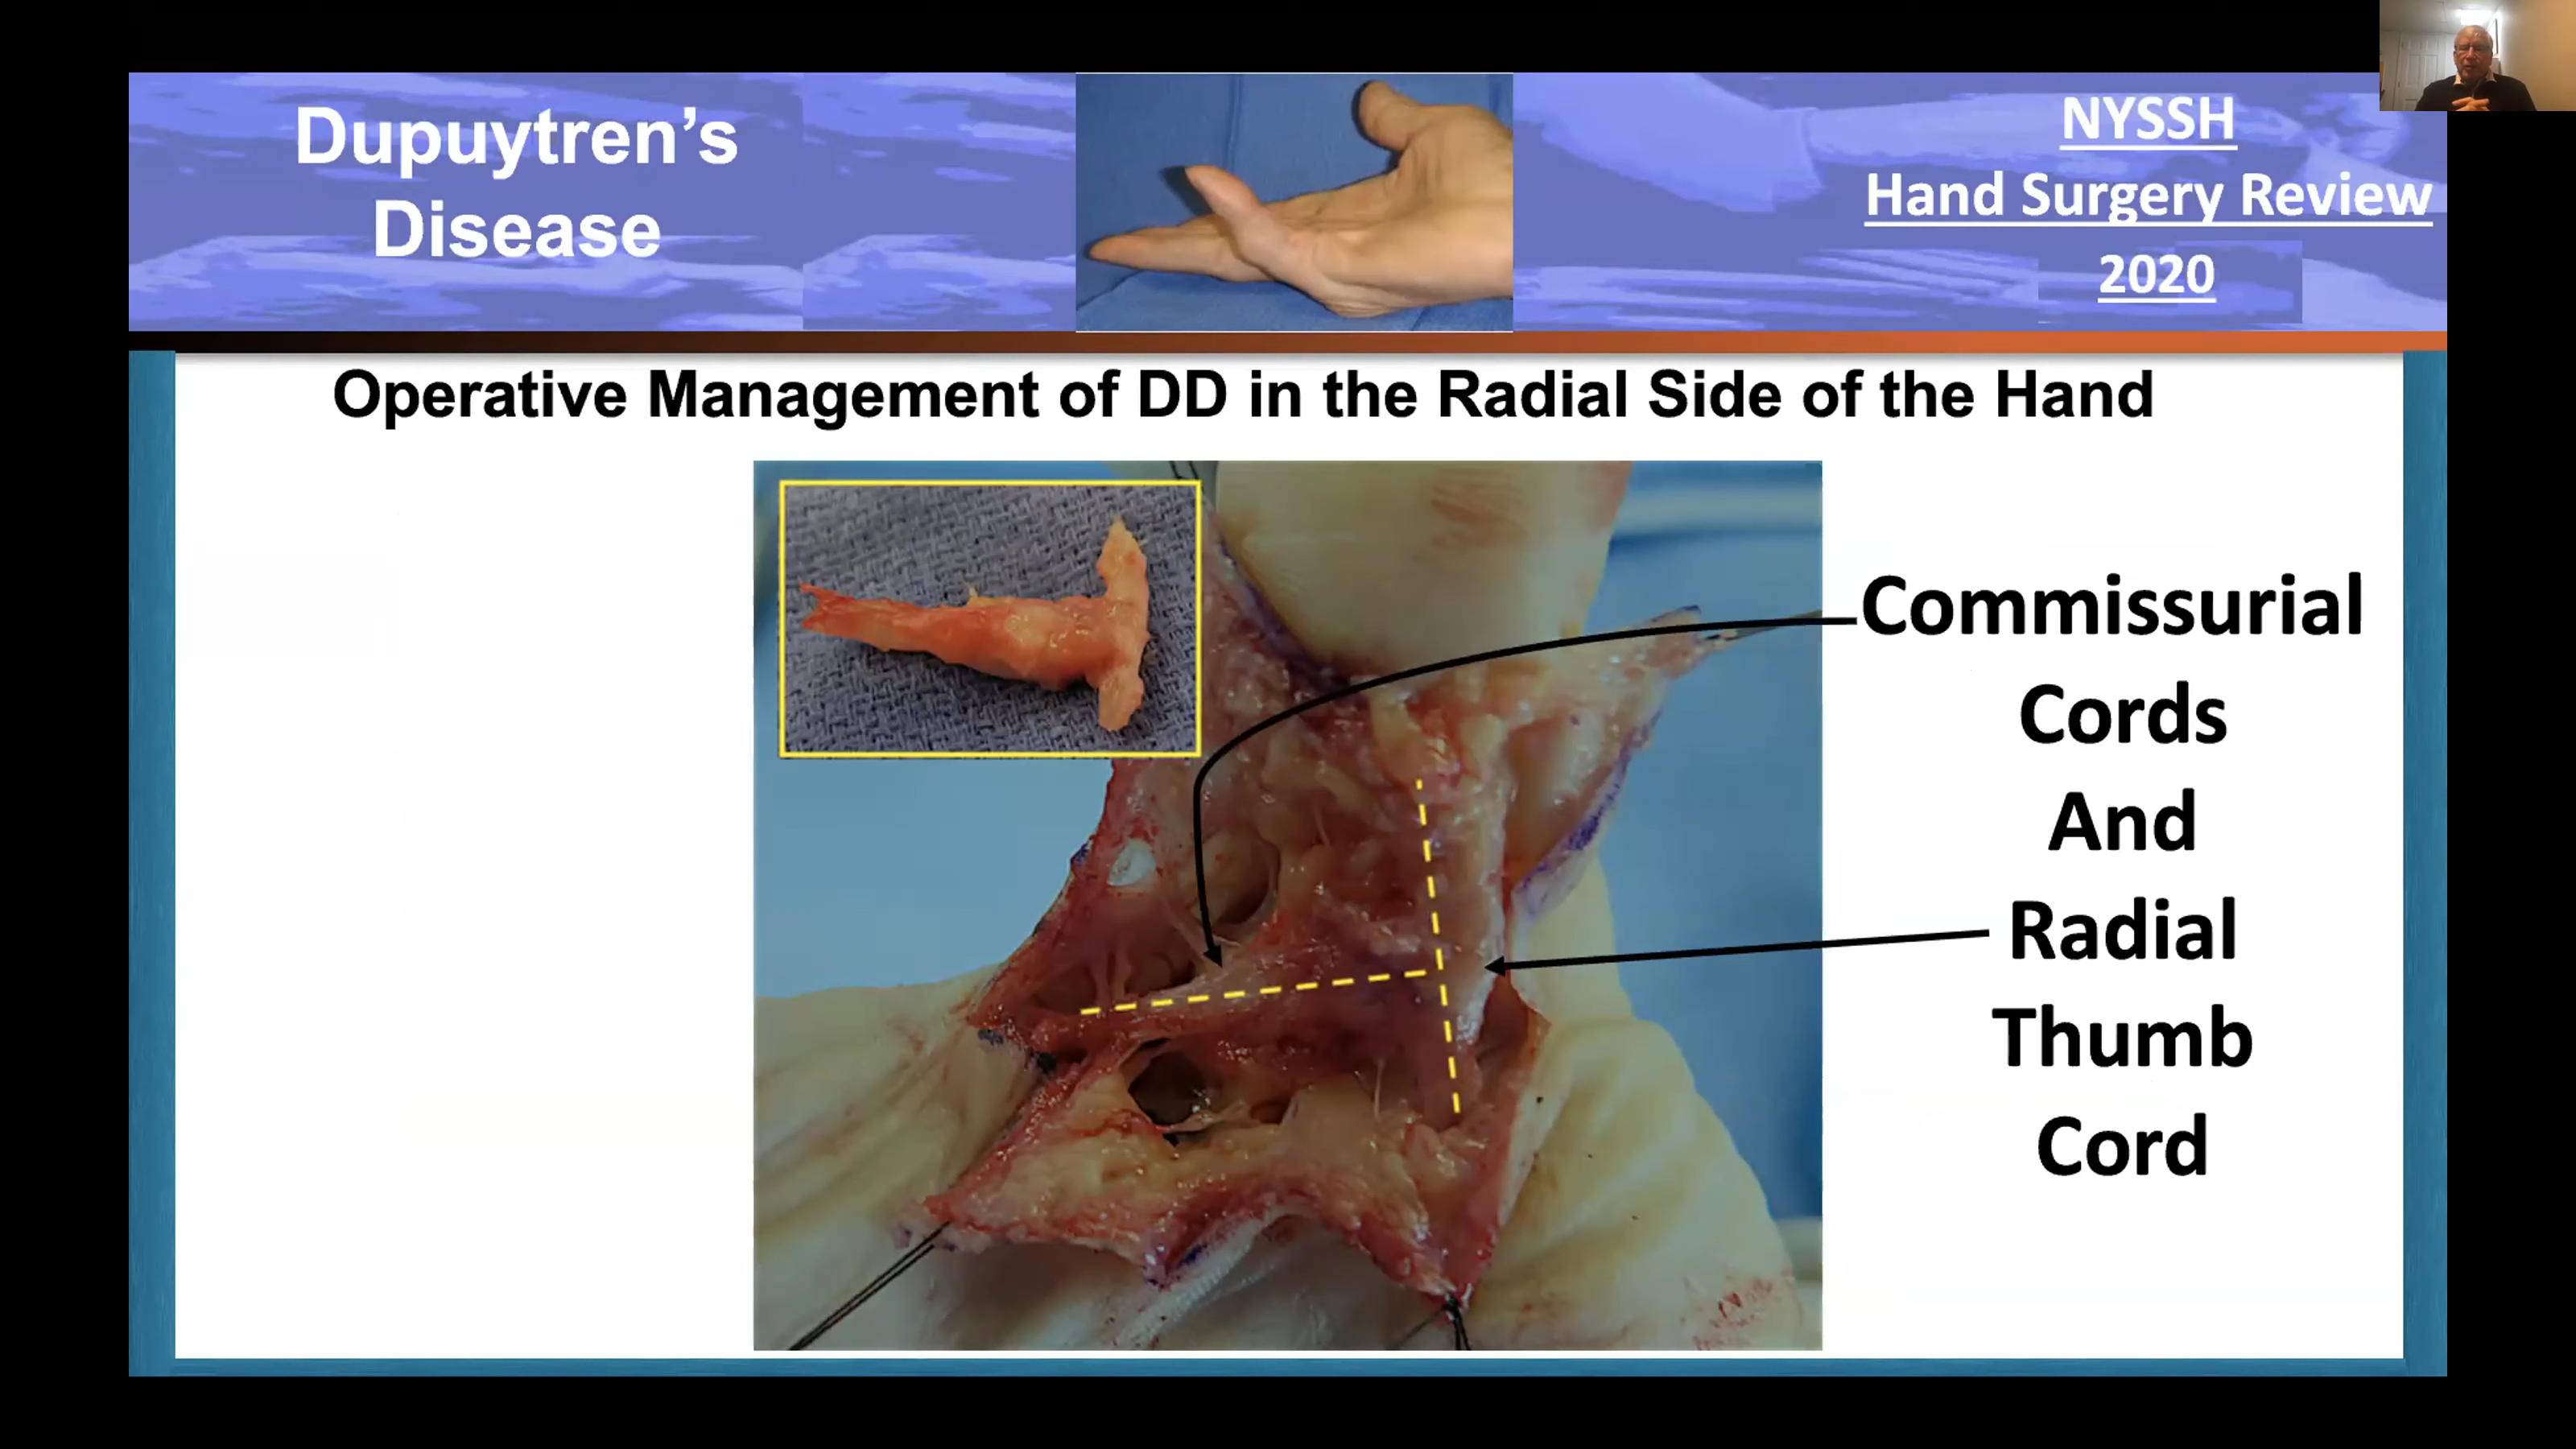 Dupuytren’s
Disease
NYSSH
Hand Surgery Review
2020
Operative Management of DD in the Radial Side of the Hand
Commissurial
Cords
And
Radial
Thumb
Cord